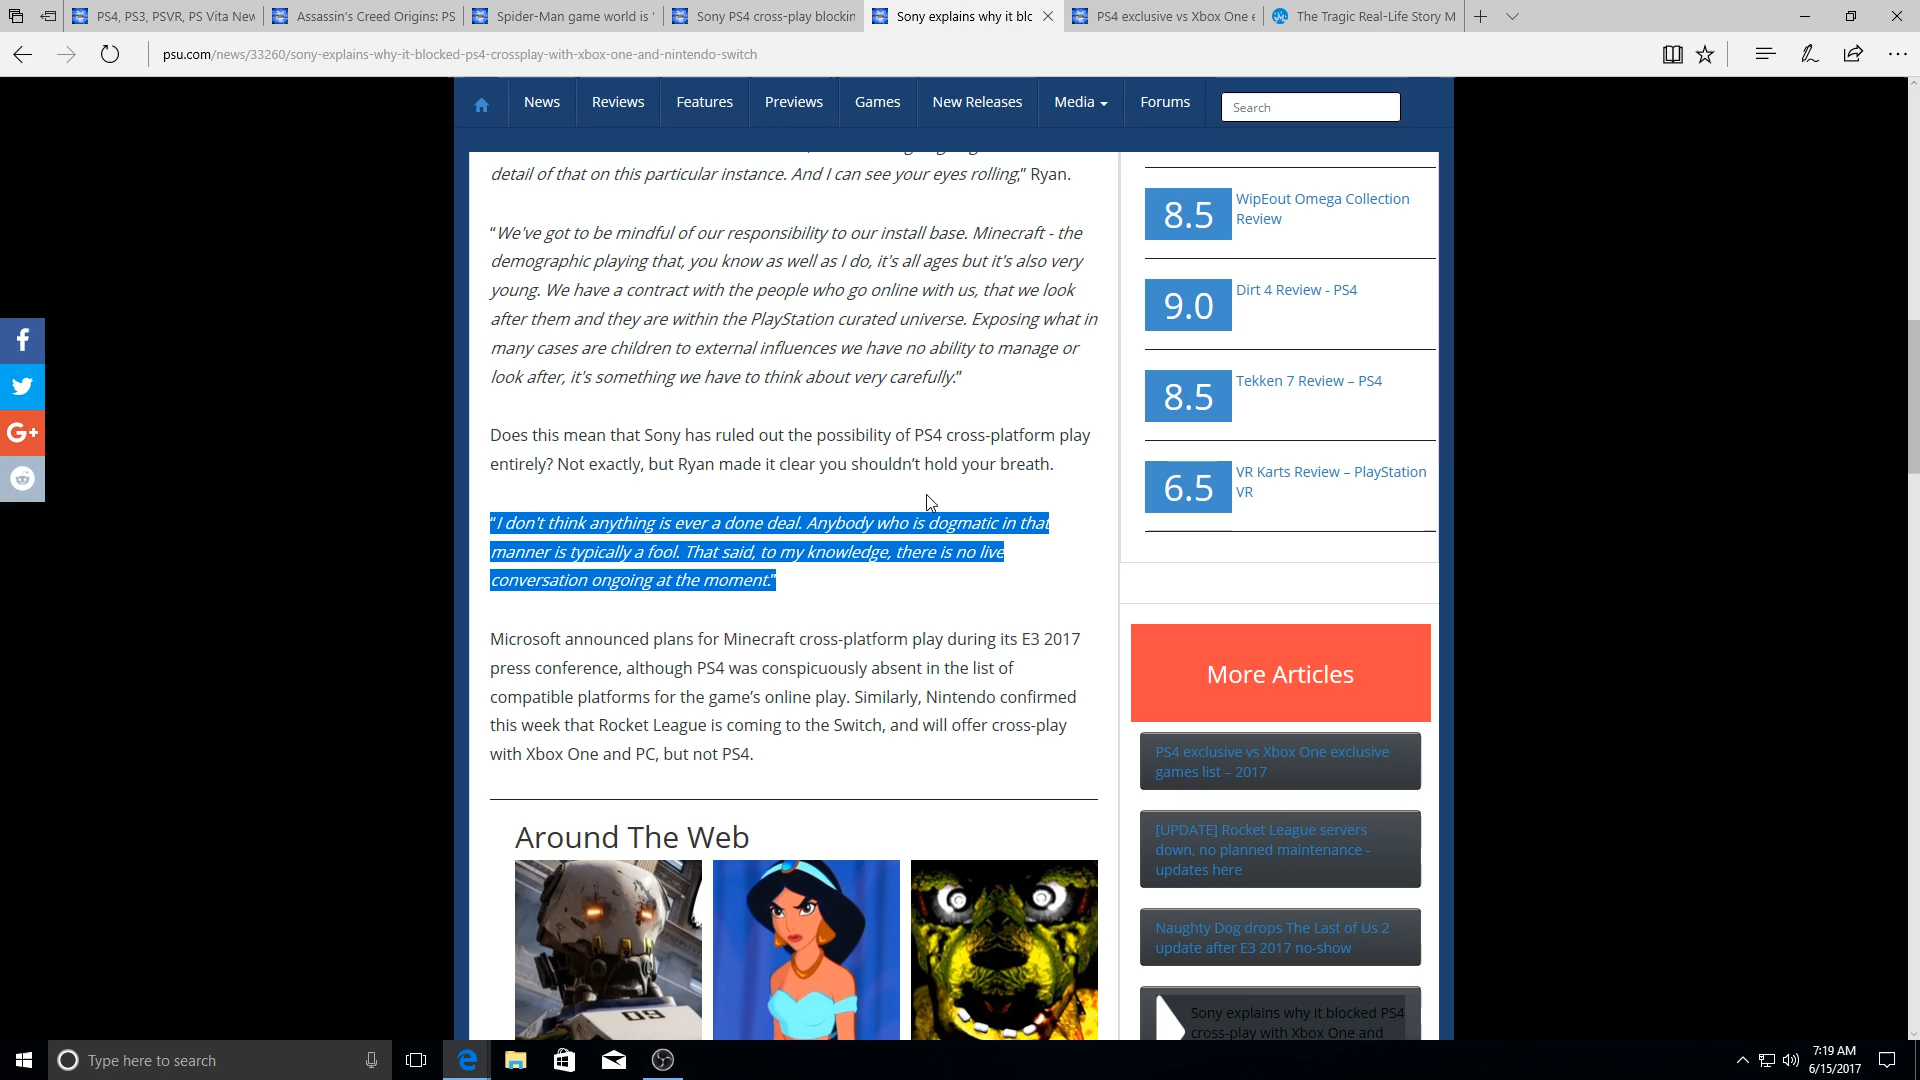 PS4, PS3, PSVR, PS Vita Nev
Assassin's Creed Origins: PS
Spider-Man game world is '
Sony PS4 cross-play blockin
Sony explains why it blo
PS4 exclusive vs Xbox One e
The Tragic Real-Life Story M
psu.com/news/33260/sony-explains-why-it-blocked-ps4-crossplay-with-xbox-one-and-nintendo-switch
News
Reviews
Features
Previews
Games
New Releases
Media
Forums
Search
detail of that on this particular instance. And I can see your eyes rolling," Ryan.
"We've got to be mindful of our responsibility to our install base. Minecraft - the
demographic playing that, you know as well as I do, it's all ages but it's also very
young. We have a contract with the people who go online with us, that we look
after them and they are within the PlayStation curated universe. Exposing what in
many cases are children to external influences we have no ability to manage or
look after, it's something we have to think about very carefully."
Does this mean that Sony has ruled out the possibility of PS4 cross-platform play
entirely? Not exactly, but Ryan made it clear you shouldn't hold your breath.
"I don't think anything is ever a done deal. Anybody who is dogmatic in that
manner is typically a fool. That said, to my knowledge, there is no live
conversation ongoing at the moment."
Microsoft announced plans for Minecraft cross-platform play during its E3 2017
press conference, although PS4 was conspicuously absent in the list of
compatible platforms for the game's online play. Similarly, Nintendo confirmed
this week that Rocket League is coming to the Switch, and will offer cross-play
with Xbox One and PC, but not PS4.
Around The Web
09
8.5
WipEout Omega Collection
Review
9.0
Dirt 4 Review - PS4
8.5
Tekken 7 Review – PS4
6.5
VR Karts Review – PlayStation
VR
More Articles
PS4 exclusive vs Xbox One exclusive
games list – 2017
[UPDATE] Rocket League servers
down, no planned maintenance -
updates here
Naughty Dog drops The Last of Us 2
update after E3 2017 no-show
Sony explains why it blocked PS4
cross-play with Xbox One and
f
G+
Type here to search
7:19 AM
6/15/2017